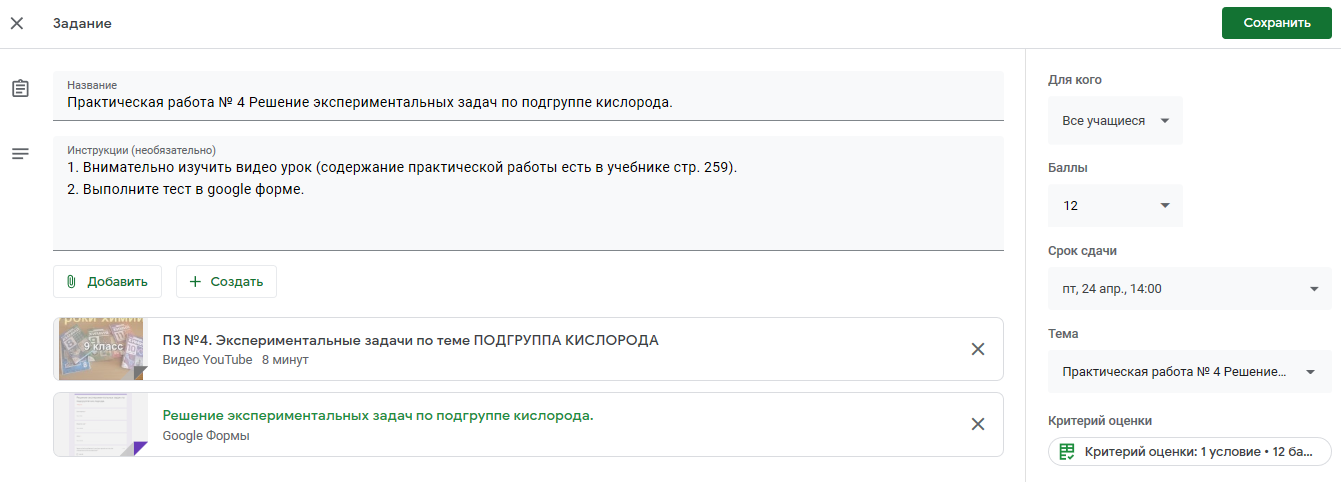 Задание
Сохранить
Название
Практическая работа № 4 Решение экспериментальных задач по подгруппе кислорода.
Инструкции (необязательно)
1. Внимательно изучить видео урок (содержание практической работы есть в учебнике стр. 259).
2. Выполните тест в google форме.
Добавить
Создать
9 класс
ПЗ №4. Экспериментальные задачи по теме ПОДГРУППА КИСЛОРОДА
Видео YouTube 8 минут
Решение экспериментальных задач по подгруппе кислорода.
Google Формы
Для кого
Все учащиеся
Баллы
12
Срок сдачи
пт, 24 апр., 14:00
Тема
Практическая работа № 4 Решение...
Критерий оценки
Критерий оценки: 1 условие • 12 ба...